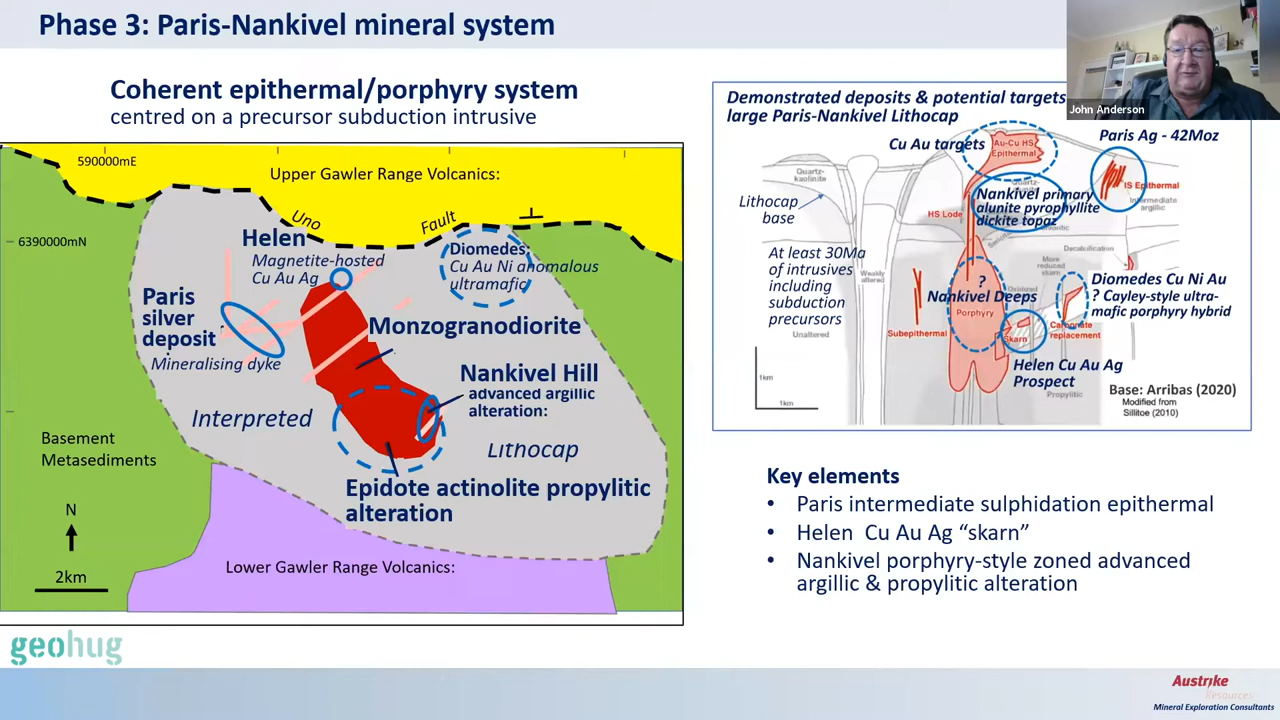 Phase 3: Paris-Nankivel mineral system
Coherent epithermal/porphyry system
centred on a precursor subduction intrusive
590000mE
6390000mN
Upper Gawler Range Volcanics:
Uno
Fault
Helen
Magnetite-hosted
Cu Au Ag
Diomedes:
Cu Au Ni anomalous
ultramafic
Paris
silver
deposit
Mineralising dyke
Monzogranodiorite
Nankivel Hill
advanced argillic
alteration:
Interpreted
Lithocap
Basement
Metasediments
Epidote actinolite propylitic
alteration
N
2km
Lower Gawler Range Volcanics:
Demonstrated deposits & potential targets
large Paris-Nankivel Lithocap
John Anderson
Cu Au targets
Au-Cu HS
Epithermal
Paris Ag - 42Moz
Quartz-
kaolinite
Lithocap
base
Nankivel primary
alunite pyrophyllite
dickite topaz
IS Epithermal
Intermediate
argillic
HS Lode
Decalcification
At least 30Ma
of intrusives
including
subduction
precursors
Weakly
altered
More
reduced
skarn
Oxidized
?
Nankivel Deeps
Porphyry
Diomedes Cu Ni Au
? Cayley-style ultra-
mafic porphyry hybrid
Unaltered
Subepithermal
Skarn
Carbonate
replacement
Helen Cu Au Ag
Prospect
Propylitic
1km
1km
Base: Arribas (2020)
Modified from
Sillitoe (2010)
Key elements
• Paris intermediate sulphidation epithermal
• Helen Cu Au Ag “skarn”
• Nankivel porphyry-style zoned advanced
argillic & propylitic alteration
geohug
Austrike
Resources
Mineral Exploration Consultants